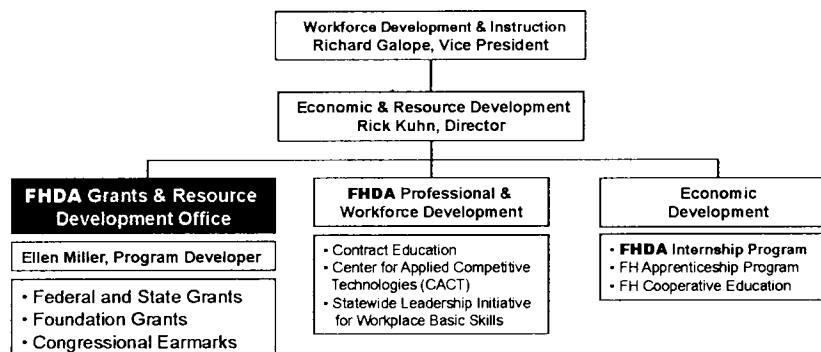 Workforce Development & Instruction
Richard Galope, Vice President
Economic & Resource Development
Rick Kuhn, Director
FHDA Grants & Resource
Development Office
Ellen Miller, Program Developer
• Federal and State Grants
• Foundation Grants
• Congressional Earmarks
FHDA Professional &
Workforce Development
• Contract Education
• Center for Applied Competitive
Technologies (CACT)
• Statewide Leadership Initiative
for Workplace Basic Skills
Economic
Development
• FHDA Internship Program
• FH Apprenticeship Program
• FH Cooperative Education